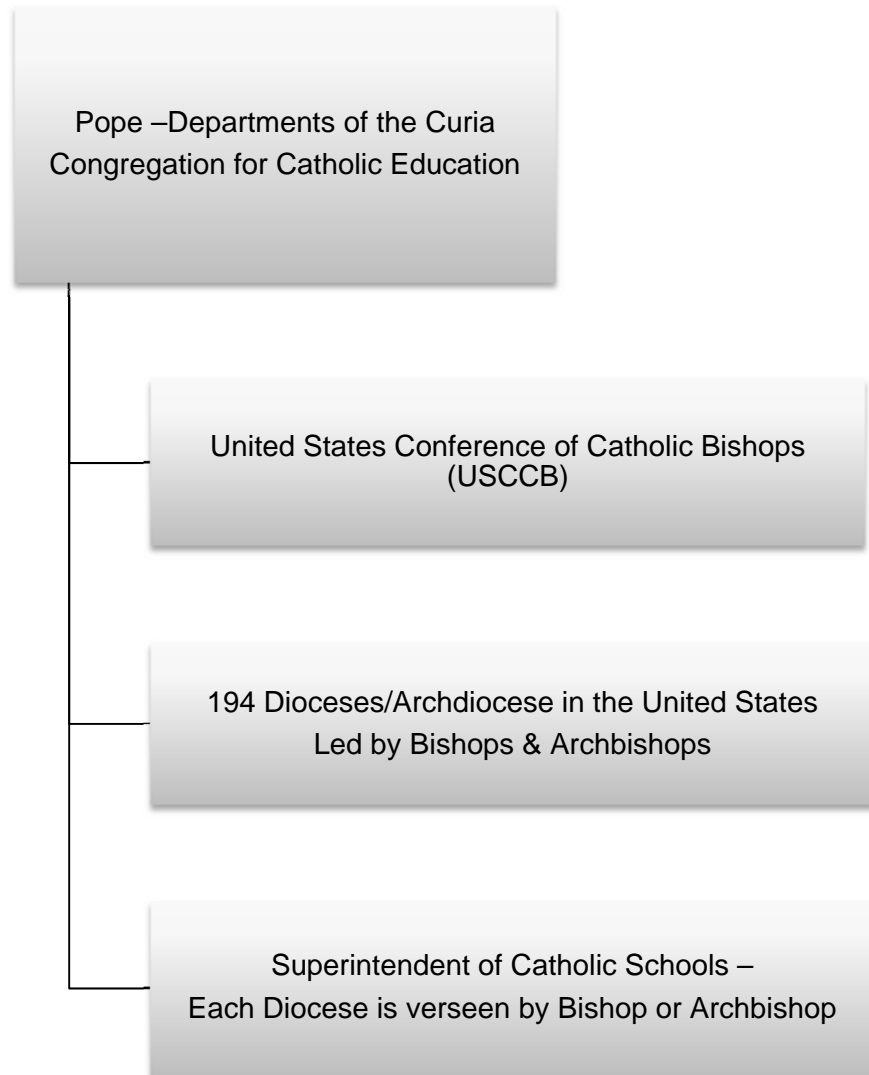 Pope –Departments of the Curia
Congregation for Catholic Education
United States Conference of Catholic Bishops
(USCCB)
194 Dioceses/Archdiocese in the United States
Led by Bishops & Archbishops
Superintendent of Catholic Schools –
Each Diocese is verseen by Bishop or Archbishop